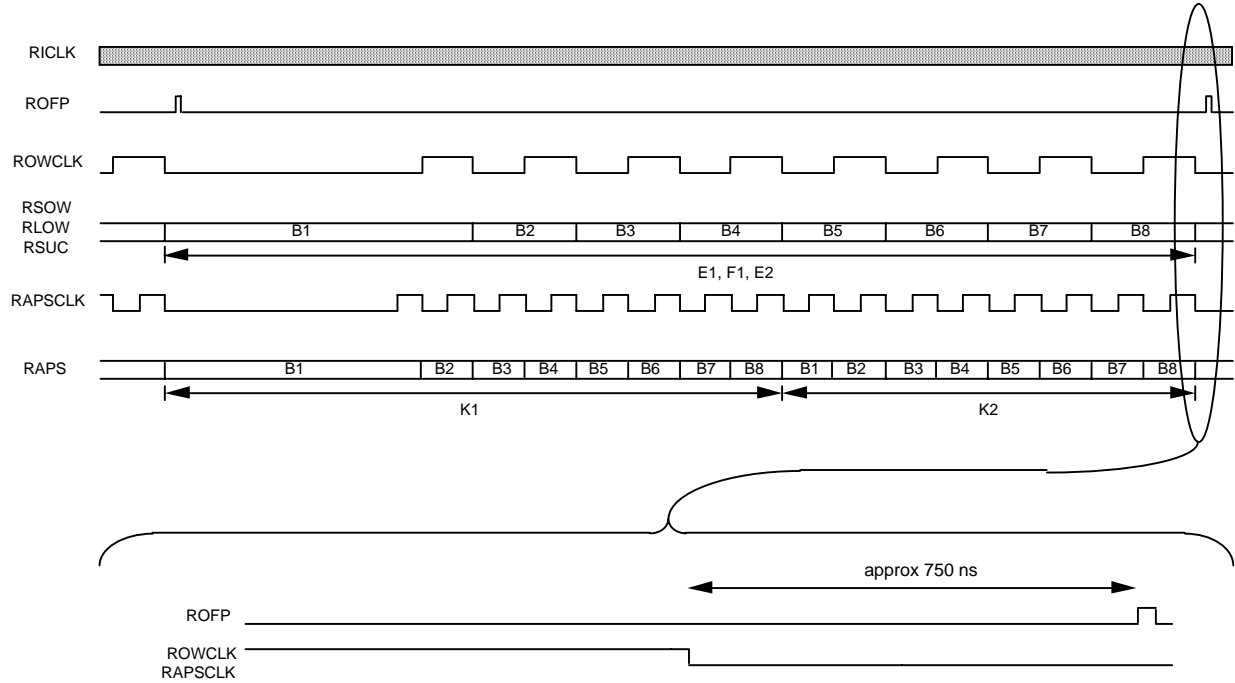 RICLK
ROFP
ROWCLK
RSOW
RLOW
RSUC
B1 B2 B3 B4 B5 B6 B7 B8
E1, F1, E2
RAPSCLK
RAPS
B1 B2 B3 B4 B5 B6 B7 B8 B1 B2 B3 B4 B5 B6 B7 B8
K1 K2
approx 750 ns
ROFP
ROWCLK
RAPSCLK